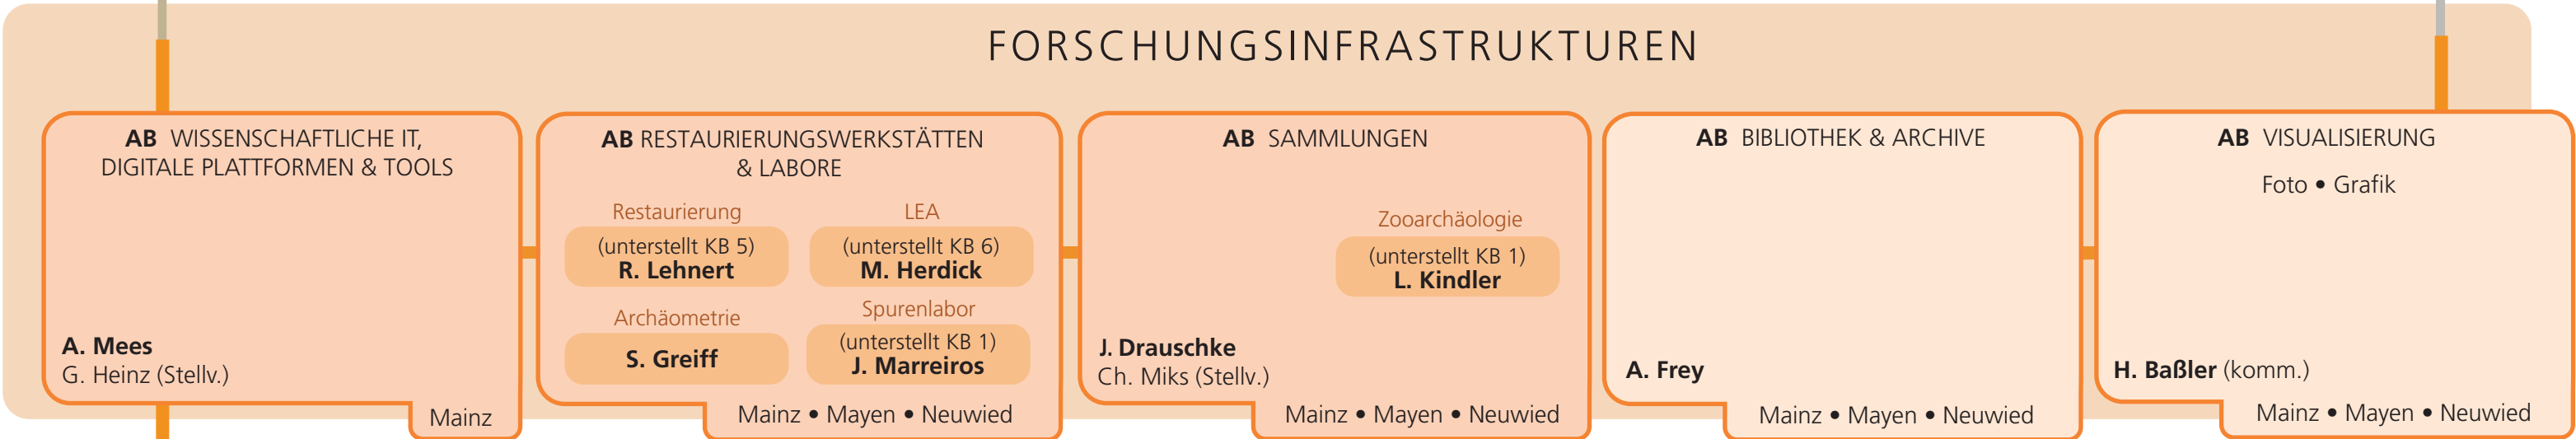 FORSCHUNGSINFRASTRUKTUREN
AB WISSENSCHAFTLICHE IT,
DIGITALE PLATTFORMEN & TOOLS
A. Mees
G. Heinz (Stellv.)
Mainz
AB RESTAURIERUNGSWERKSTÄTTEN
& LABORE
Restaurierung
(unterstellt KB 5)
R. Lehnert
LEA
(unterstellt KB 6)
M. Herdick
Archäometrie
S. Greiff
Spurenlabor
(unterstellt KB 1)
J. Marreiros
Mainz • Mayen • Neuwied
AB SAMMLUNGEN
Zooarchäologie
(unterstellt KB 1)
L. Kindler
J. Drauschke
Ch. Miks (Stellv.)
Mainz • Mayen • Neuwied
AB BIBLIOTHEK & ARCHIVE
A. Frey
Mainz • Mayen • Neuwied
AB VISUALISIERUNG
Foto • Grafik
H. Baßler (komm.)
Mainz • Mayen • Neuwied